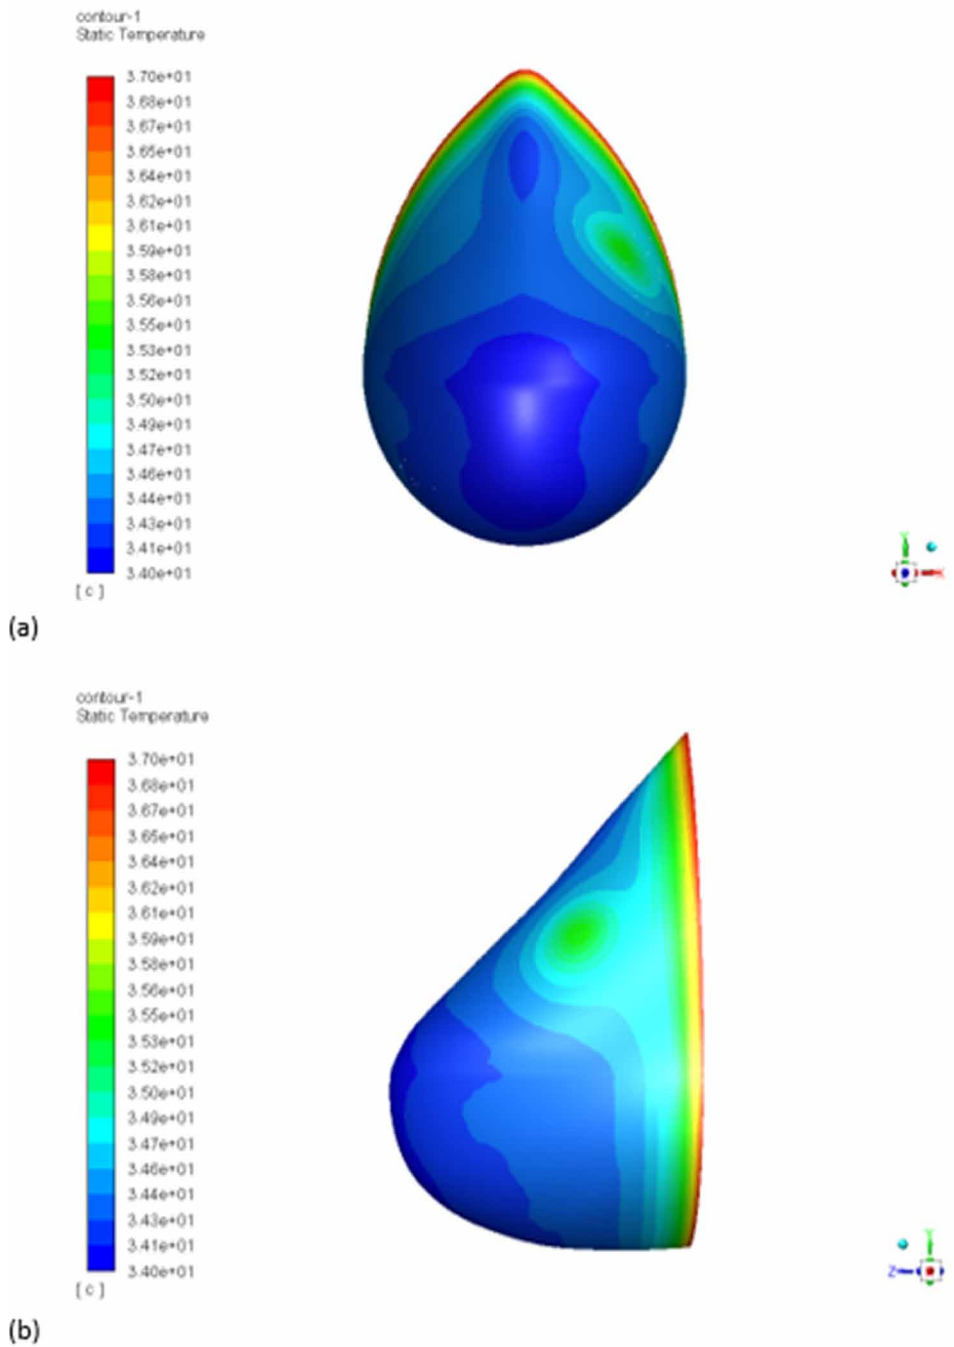 contour-1
Static Temperature
3.70e+01
3.68e+01
3.67e+01
3.65e+01
3.64e+01
3.62e+01
3.61e+01
3.59e+01
3.58e+01
3.56e+01
3.55e+01
3.53e+01
3.52e+01
3.50e+01
3.49e+01
3.47e+01
3.46e+01
3.44e+01
3.43e+01
3.41e+01
3.40e+01
[ c ]
Y
X
(a)
contour-1
Static Temperature
3.70e+01
3.68e+01
3.67e+01
3.65e+01
3.64e+01
3.62e+01
3.61e+01
3.59e+01
3.58e+01
3.56e+01
3.55e+01
3.53e+01
3.52e+01
3.50e+01
3.49e+01
3.47e+01
3.46e+01
3.44e+01
3.43e+01
3.41e+01
3.40e+01
[ c ]
Y
Z
(b)